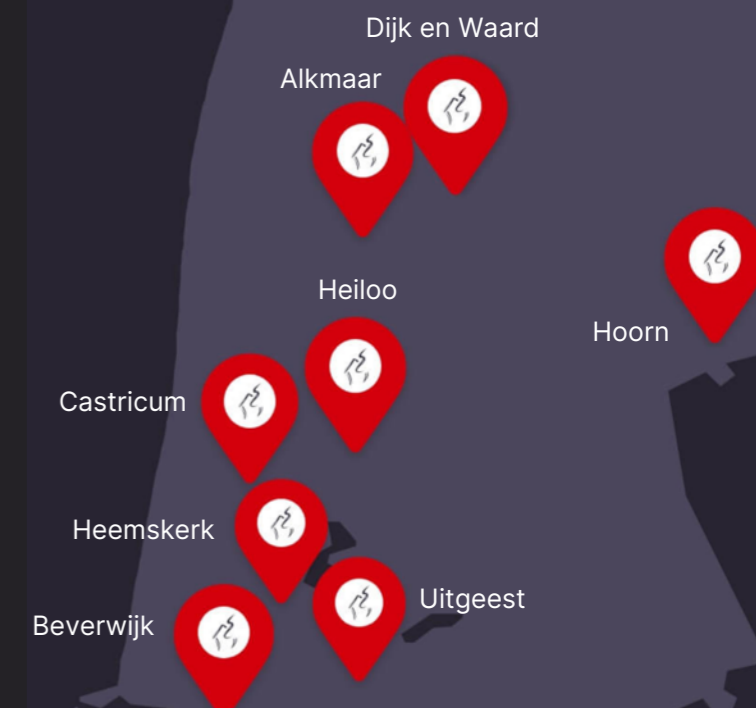 Dijk en Waard
Alkmaar
Heiloo
Hoorn
Castricum
Heemskerk
Uitgeest
Beverwijk